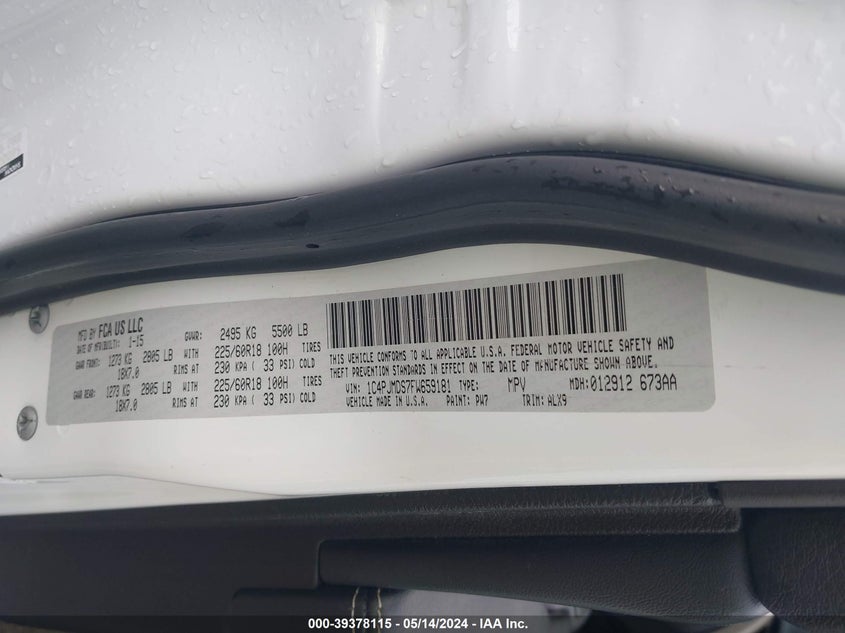 MFD BY: FCA US LLC
DATE OF MFR/BUILT: 1-15
GVWR: 2495 KG 5500 LB
GAWR FRONT: 1273 KG 2805 LB WITH 225/60R18 100H TIRES
18X7.0 RIMS AT 230 KPA ( 33 PSI) COLD
GAWR REAR: 1273 KG 2805 LB WITH 225/60R18 100H TIRES
18X7.0 RIMS AT 230 KPA ( 33 PSI) COLD
THIS VEHICLE CONFORMS TO ALL APPLICABLE U.S.A. FEDERAL MOTOR VEHICLE SAFETY AND
THEFT PREVENTION STANDARDS IN EFFECT ON THE DATE OF MANUFACTURE SHOWN ABOVE.
VIN: 1C4PJMDS7FW659181 TYPE: MPV MDH: 012912 673AA
VEHICLE MADE IN U.S.A. PAINT: PW7 TRIM: ALX9
000-39378115 - 05/14/2024 - IAA Inc.